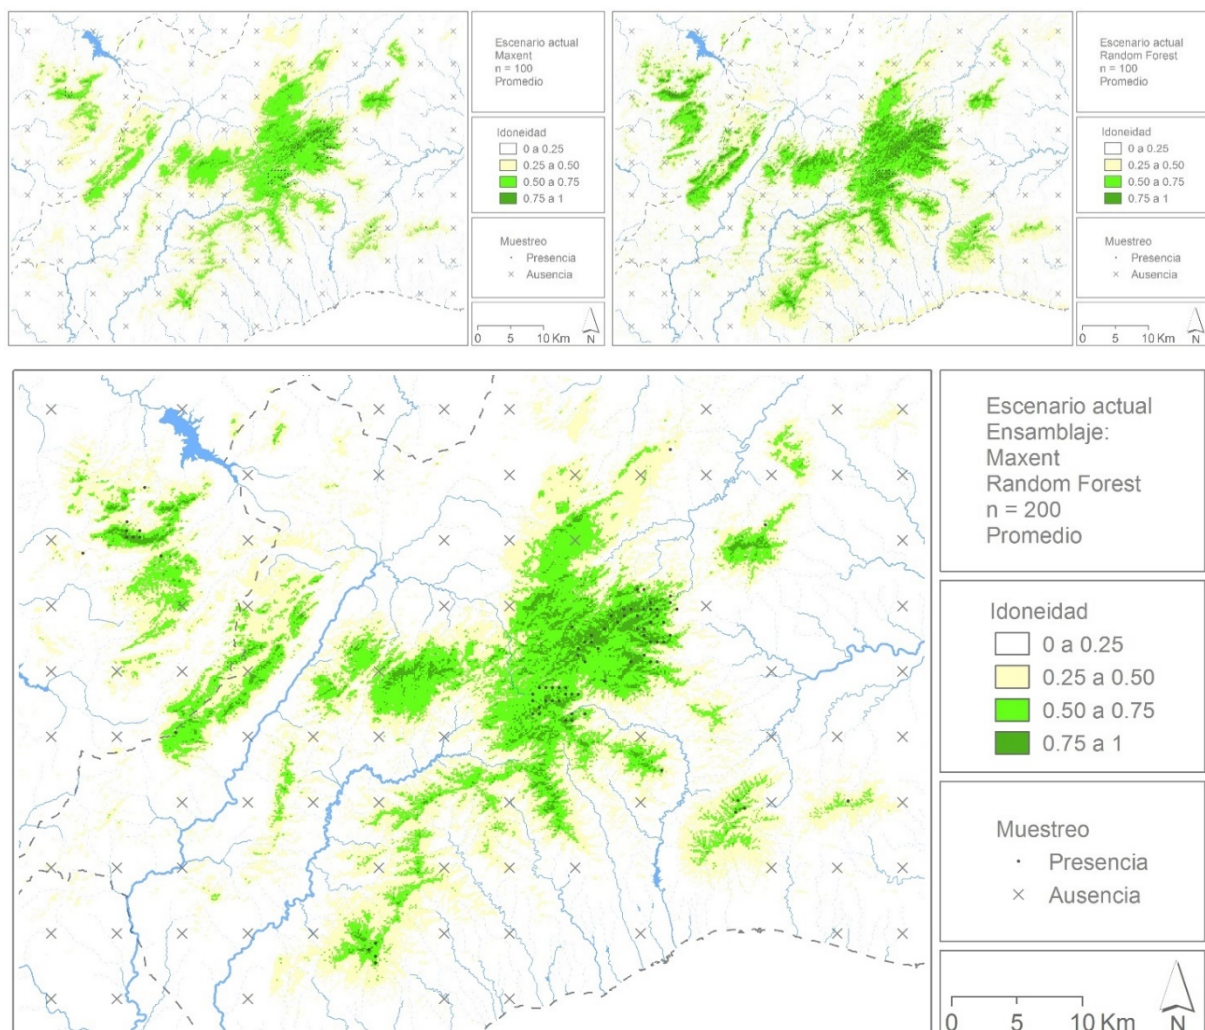 Escenario actual
Maxent
n = 100
Promedio
Idoneidad
0 a 0.25
0.25 a 0.50
0.50 a 0.75
0.75 a 1
Muestreo
Presencia
Ausencia
0 5 10 Km
N
Escenario actual
Random Forest
n = 100
Promedio
Idoneidad
0 a 0.25
0.25 a 0.50
0.50 a 0.75
0.75 a 1
Muestreo
Presencia
Ausencia
0 5 10 Km
N
Escenario actual
Ensamblaje:
Maxent
Random Forest
n = 200
Promedio
Idoneidad
0 a 0.25
0.25 a 0.50
0.50 a 0.75
0.75 a 1
Muestreo
Presencia
Ausencia
0 5 10 Km
N